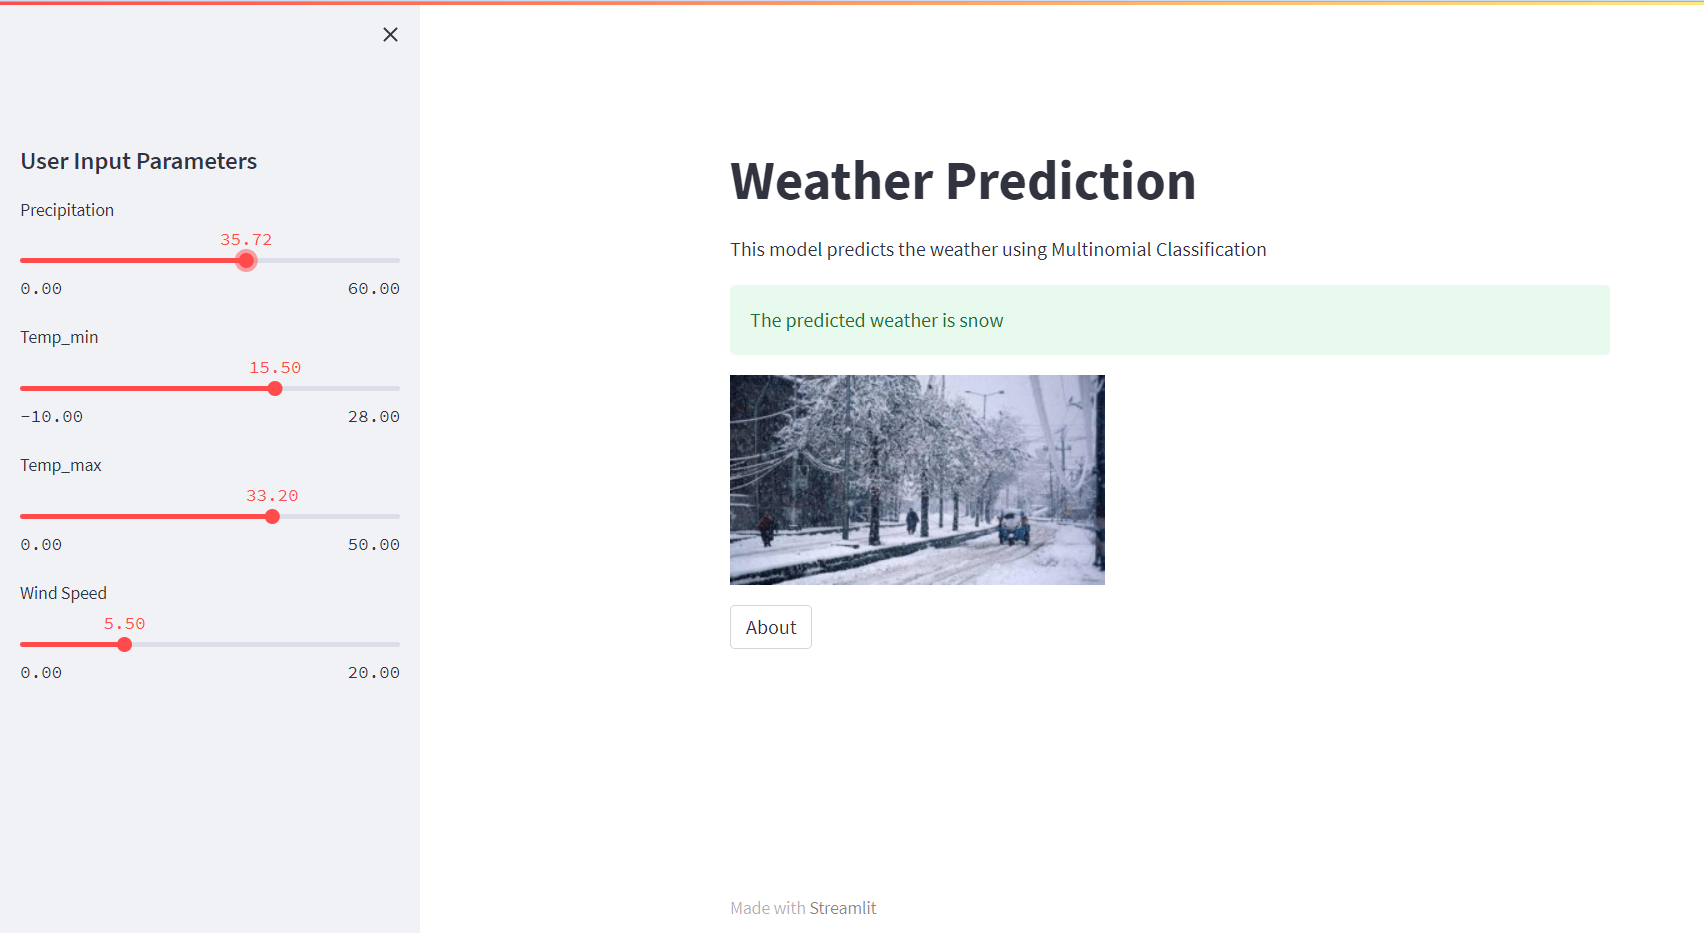 User Input Parameters
Precipitation
35.72
0.00 60.00
Temp_min
15.50
-10.00 28.00
Temp_max
33.20
0.00 50.00
Wind Speed
5.50
0.00 20.00
Weather Prediction
This model predicts the weather using Multinomial Classification
The predicted weather is snow
About
Made with Streamlit